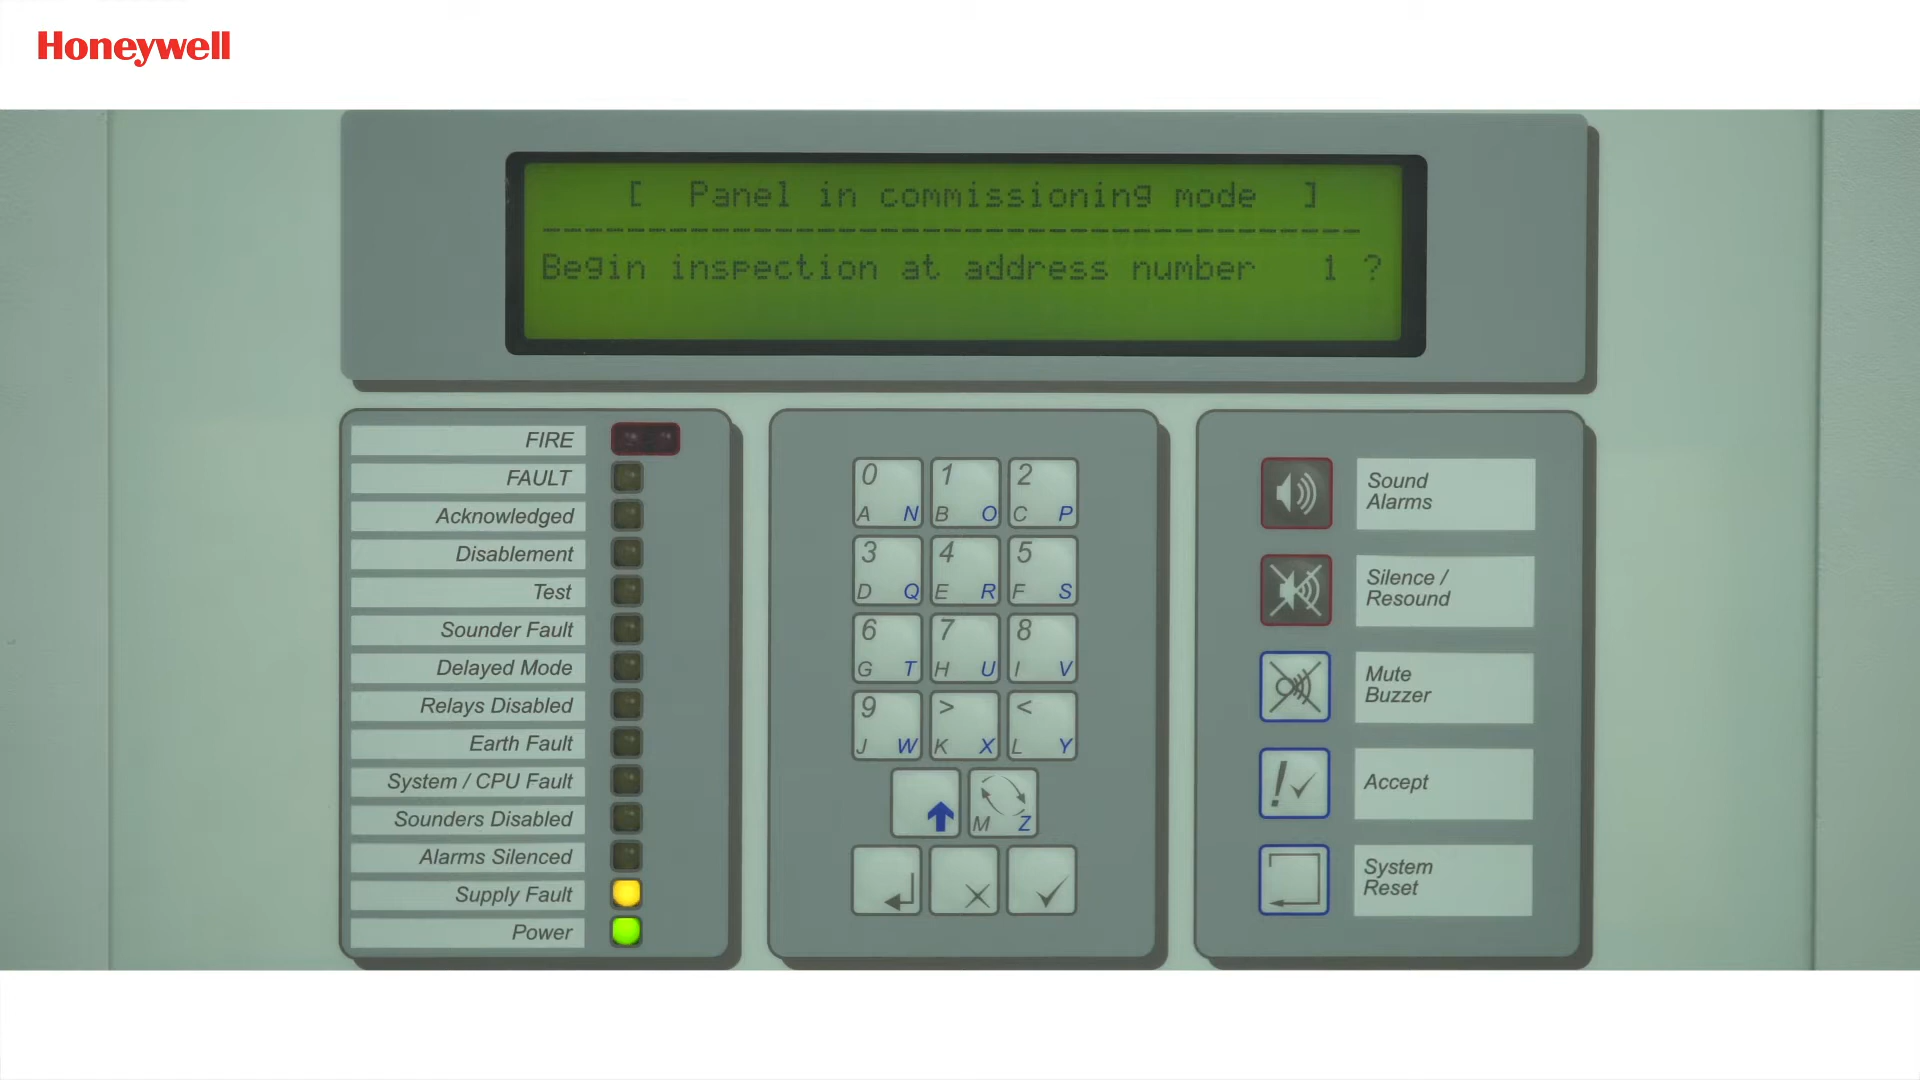 Honeywell
[ Panel in commissioning mode ]
--------------------------------------
Begin inspection at address number 1 ?
FIRE
FAULT
Acknowledged
Disablement
Test
Sounder Fault
Delayed Mode
Relays Disabled
Earth Fault
System / CPU Fault
Sounders Disabled
Alarms Silenced
Supply Fault
Power
0 A N
1 B O
2 C P
3 D Q
4 E R
5 F S
6 G T
7 H U
8 I V
9 J W
> K X
< L Y
M Z
Sound
Alarms
Silence /
Resound
Mute
Buzzer
Accept
System
Reset